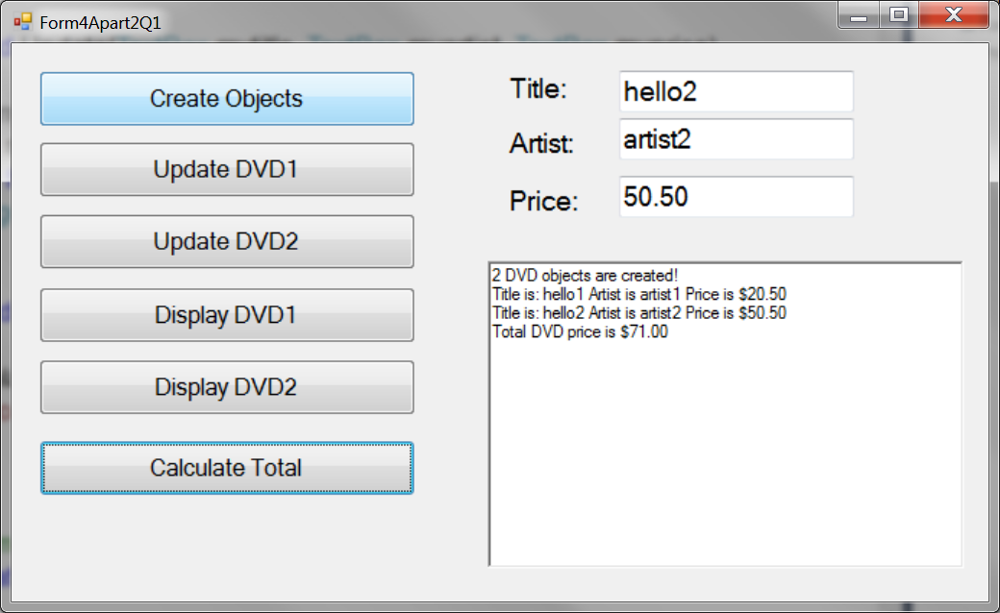 Form4Apart2Q1
Create Objects
Update DVD1
Update DVD2
Display DVD1
Display DVD2
Calculate Total
Title: hello2
Artist: artist2
Price: 50.50
2 DVD objects are created!
Title is: hello1 Artist is artist1 Price is $20.50
Title is: hello2 Artist is artist2 Price is $50.50
Total DVD price is $71.00